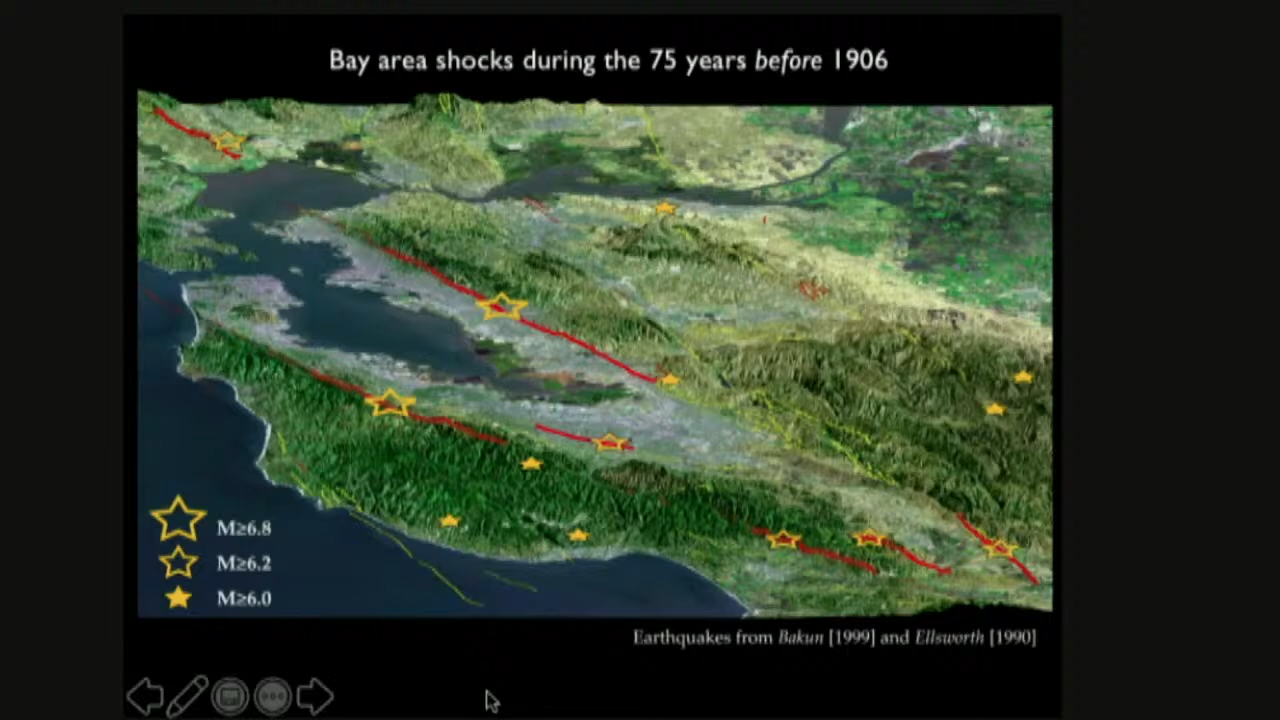 Bay area shocks during the 75 years before 1906
M≥6.8
M≥6.2
M≥6.0
Earthquakes from Bakun [1999] and Ellsworth [1990]